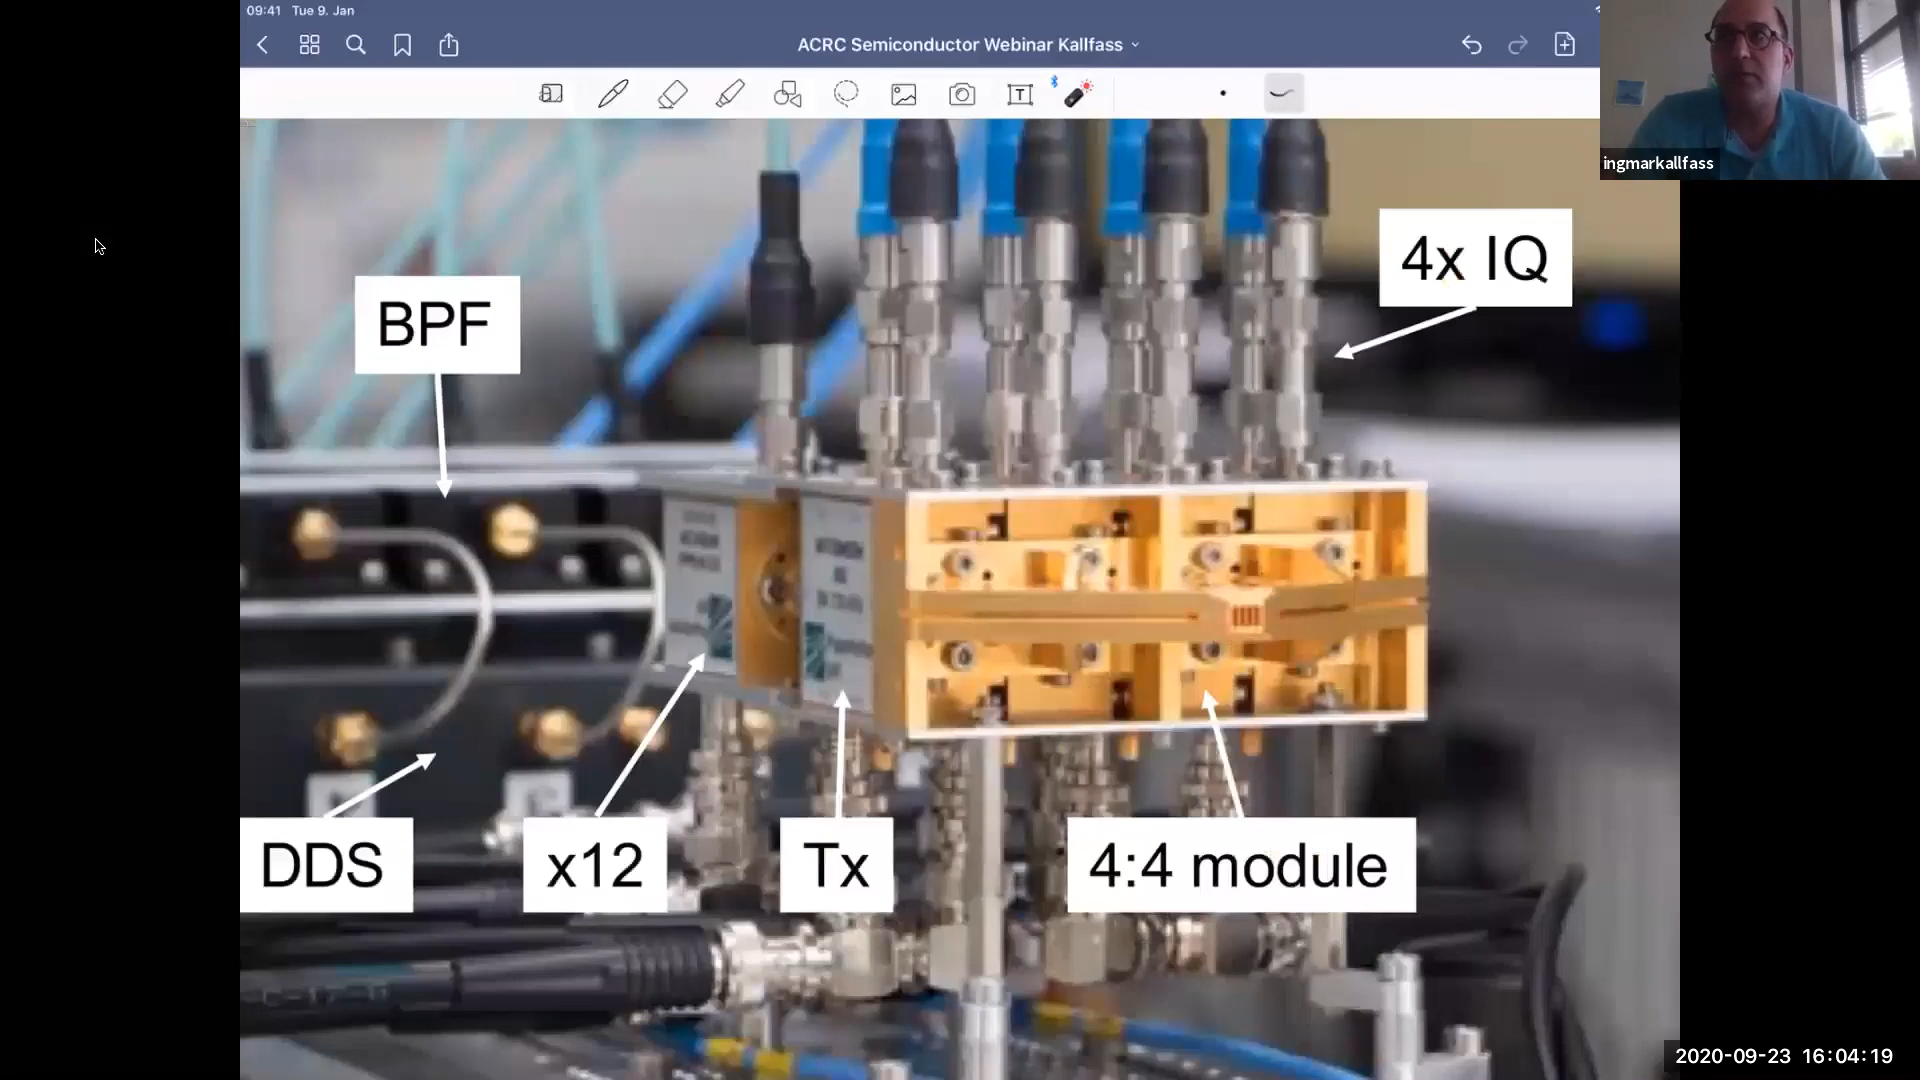 09:41 Tue 9. Jan
ACRC Semiconductor Webinar Kallfass
T
ingmarkallfass
4x IQ
BPF
DDS
x12
Tx
4:4 module
2020-09-23 16:04:19